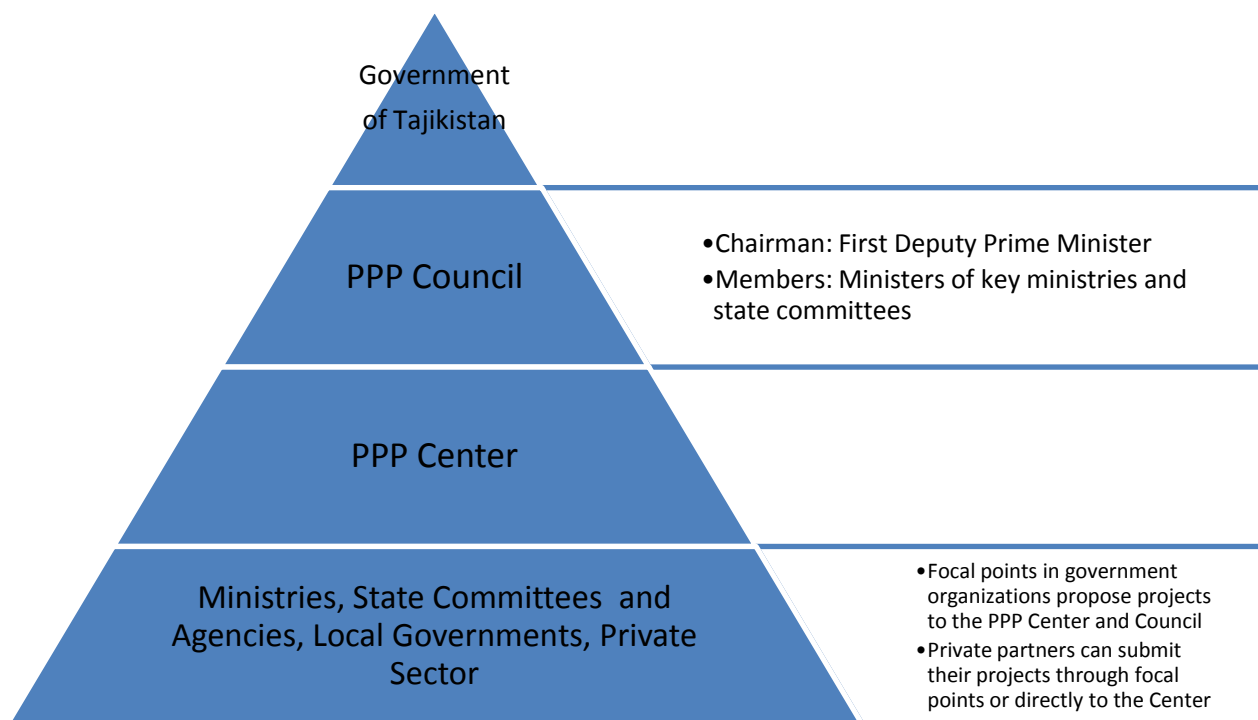 Government
of Tajikistan
PPP Council
•Chairman: First Deputy Prime Minister
•Members: Ministers of key ministries and
state committees
PPP Center
Ministries, State Committees  and
Agencies, Local Governments, Private
Sector
•Focal points in government
organizations propose projects
to the PPP Center and Council
•Private partners can submit
their projects through focal
points or directly to the Center